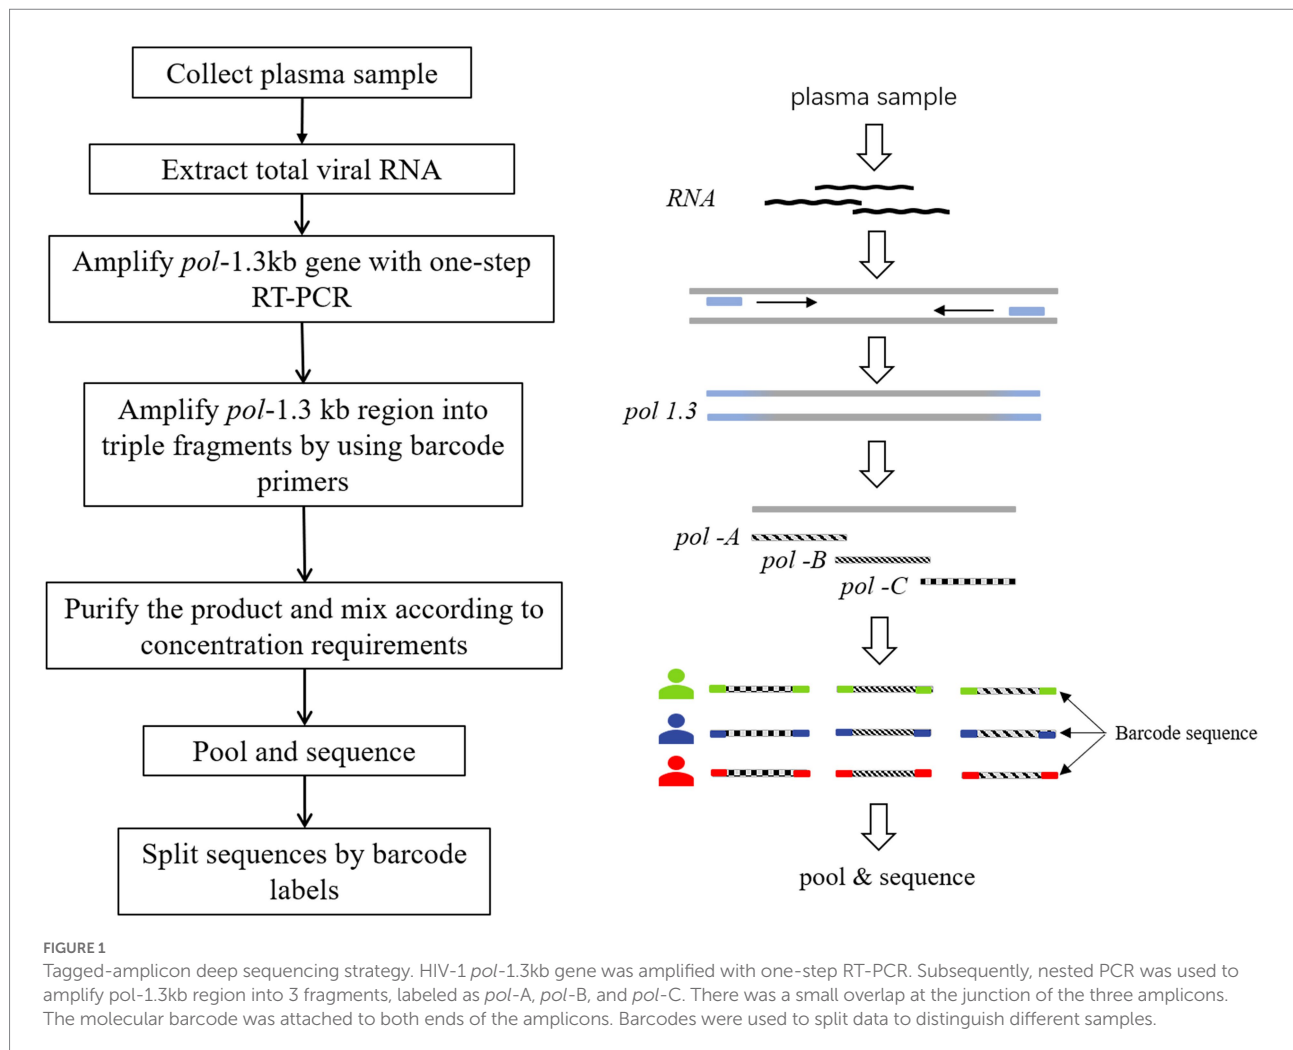 Collect plasma sample
Extract total viral RNA
Amplify pol-1.3kb gene with one-step
RT-PCR
Amplify pol-1.3 kb region into
triple fragments by using barcode
primers
Purify the product and mix according to
concentration requirements
Pool and sequence
Split sequences by barcode
labels
plasma sample
RNA
pol 1.3
pol -A
pol -B
pol -C
Barcode sequence
pool & sequence
FIGURE 1
Tagged-amplicon deep sequencing strategy. HIV-1 pol-1.3kb gene was amplified with one-step RT-PCR. Subsequently, nested PCR was used to
amplify pol-1.3kb region into 3 fragments, labeled as pol-A, pol-B, and pol-C. There was a small overlap at the junction of the three amplicons.
The molecular barcode was attached to both ends of the amplicons. Barcodes were used to split data to distinguish different samples.